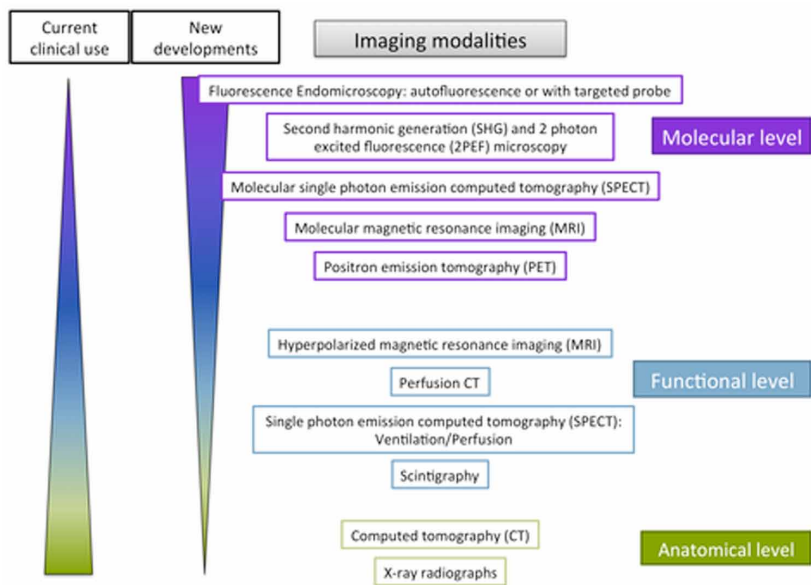 Current
clinical use
New
developments
Imaging modalities
Fluorescence Endomicroscopy: autofluorescence or with targeted probe
Second harmonic generation (SHG) and 2 photon
excited fluorescence (2PEF) microscopy
Molecular level
Molecular single photon emission computed tomography (SPECT)
Molecular magnetic resonance imaging (MRI)
Positron emission tomography (PET)
Hyperpolarized magnetic resonance imaging (MRI)
Perfusion CT
Functional level
Single photon emission computed tomography (SPECT):
Ventilation/Perfusion
Scintigraphy
Computed tomography (CT)
Anatomical level
X-ray radiographs